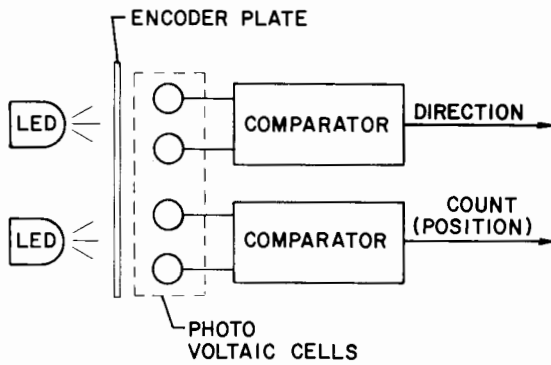 ENCODER PLATE
LED
COMPARATOR
DIRECTION
LED
COMPARATOR
COUNT
(POSITION)
PHOTO
VOLTAIC CELLS